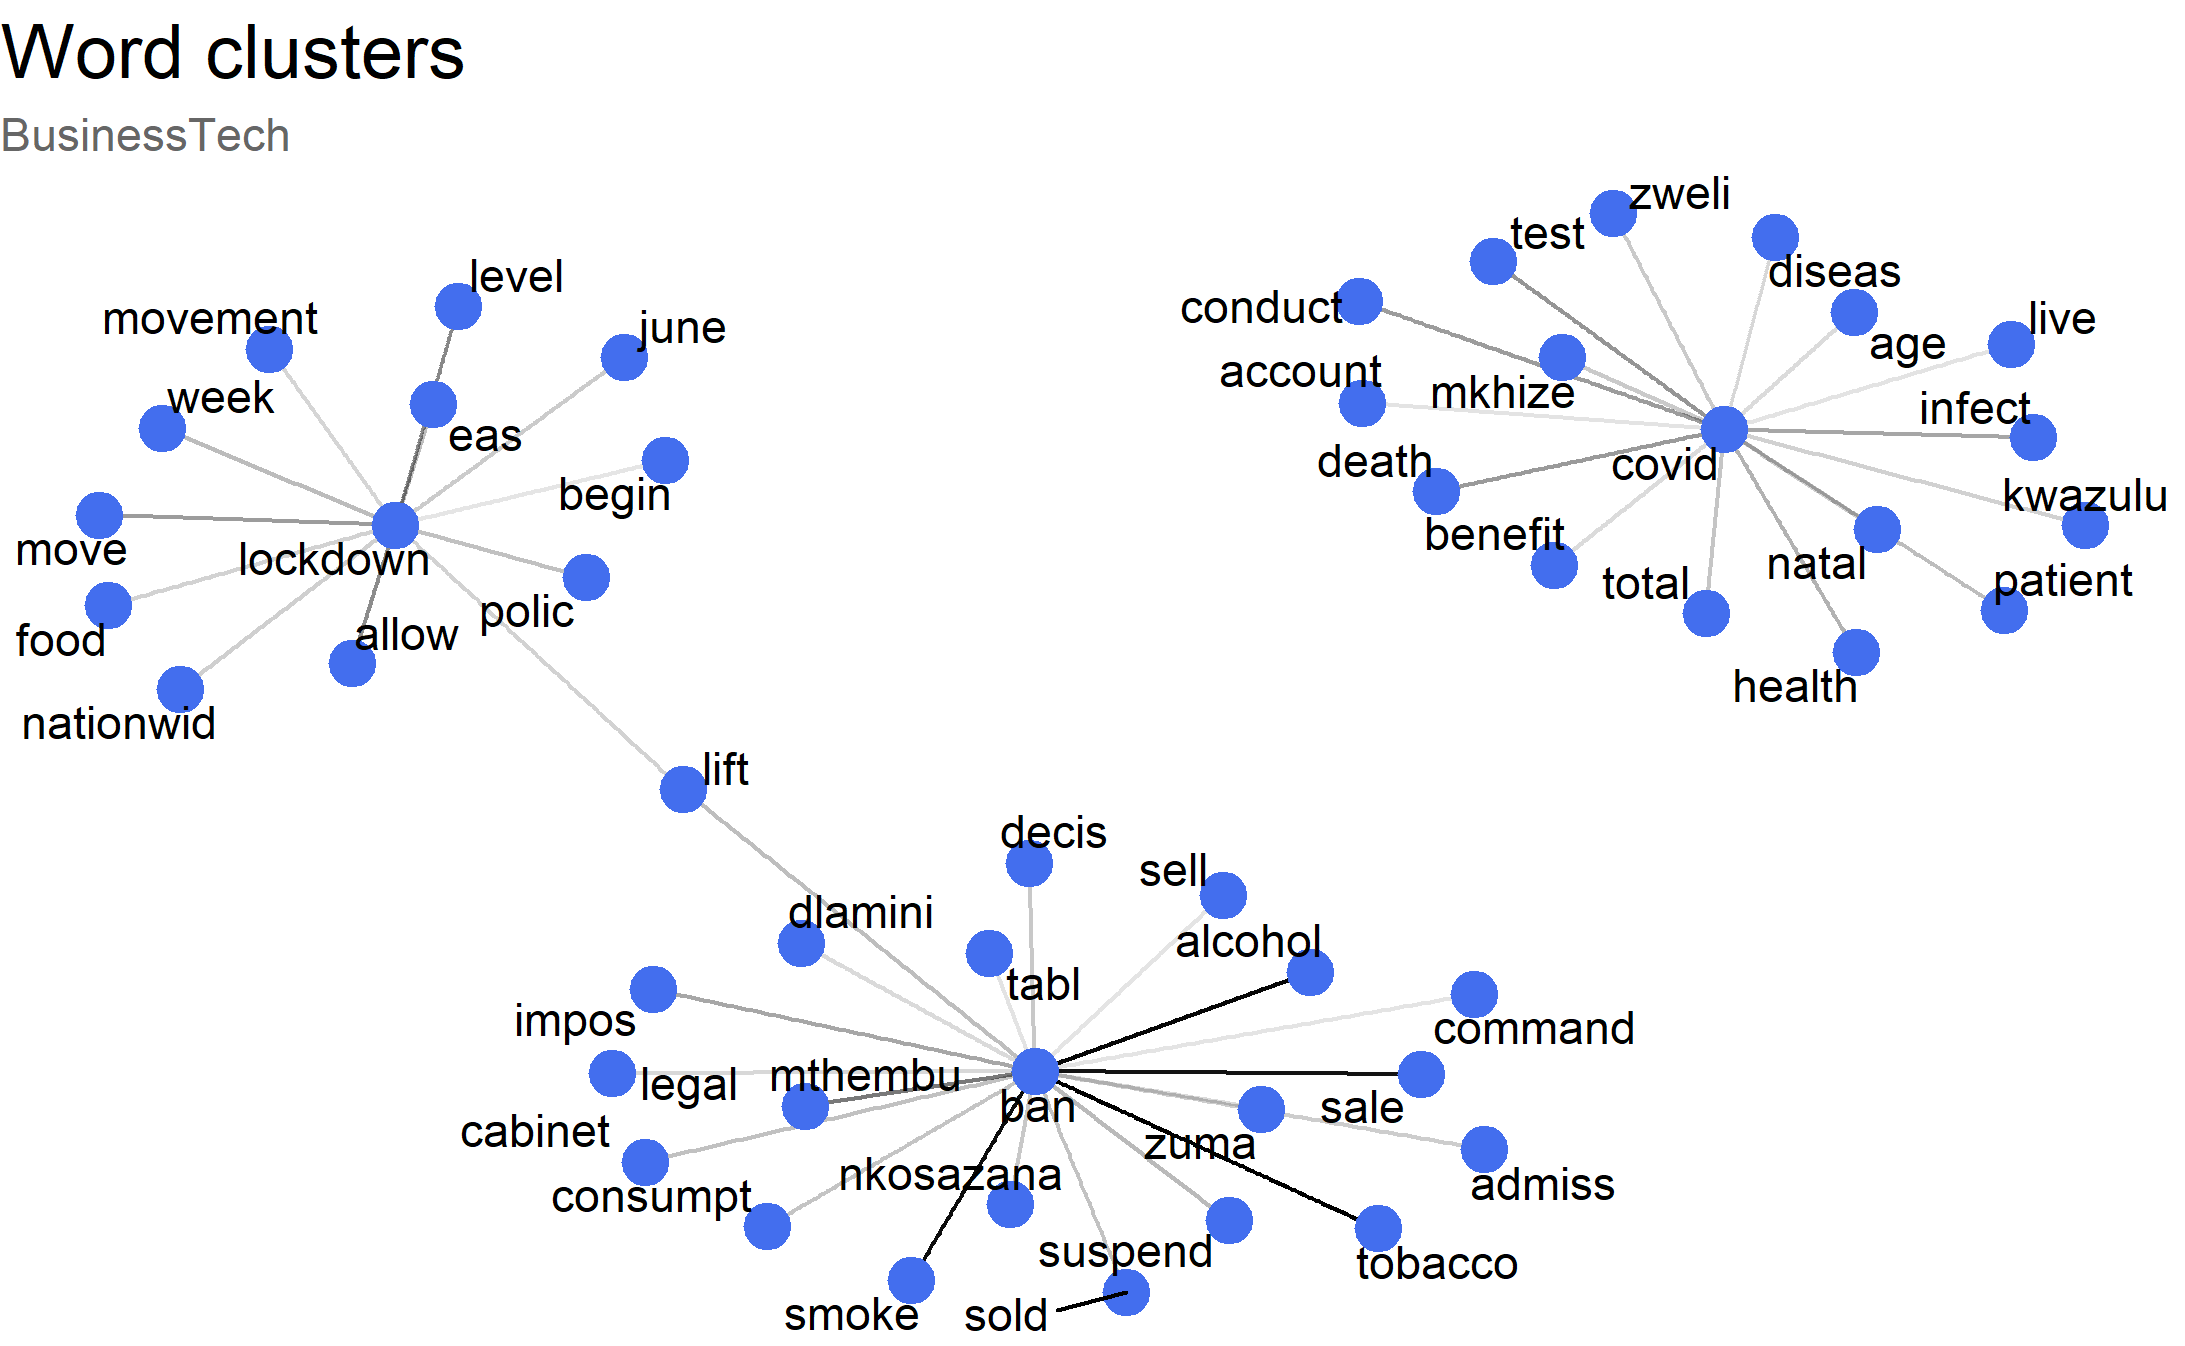 Word clusters
BusinessTech
zweli
test
diseas
level
conduct
live
movement
june
age
account
mkhize
week
infect
eas
death
covid
begin
kwazulu
benefit
move
lockdown
natal
total
patient
polic
allow
food
health
nationwid
lift
decis
sell
dlamini
alcohol
tabl
impos
command
mthembu
legal
ban
sale
cabinet
zuma
nkosazana
admiss
consumpt
suspend
tobacco
smoke
sold